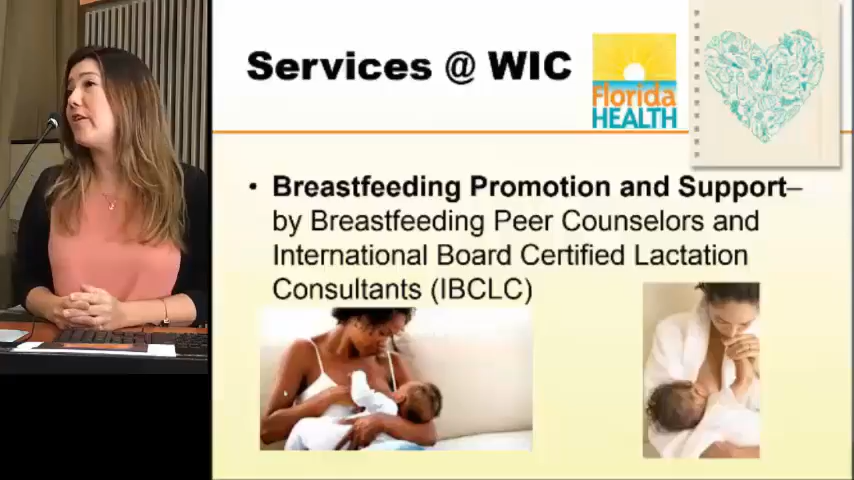 Services @ WIC
Florida
HEALTH
• Breastfeeding Promotion and Support–
by Breastfeeding Peer Counselors and
International Board Certified Lactation
Consultants (IBCLC)